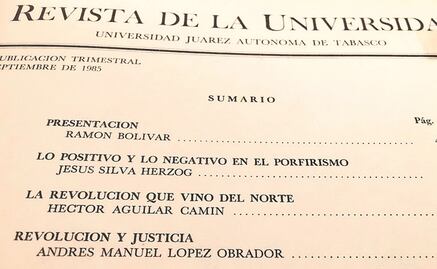 REVISTA DE LA UNIVERSIDA
UNIVERSIDAD JUAREZ AUTONOMA DE TABASCO
PUBLICACION TRIMESTRAL
EPTIEMBRE DE 1985
SUMARIO
Pág.
PRESENTACION
RAMON BOLIVAR ..............................
LO POSITIVO Y LO NEGATIVO EN EL PORFIRISMO
JESUS SILVA HERZOG ..............................
LA REVOLUCION QUE VINO DEL NORTE
HECTOR AGUILAR CAMIN ..............................
REVOLUCION Y JUSTICIA
ANDRES MANUEL LOPEZ OBRADOR ....................